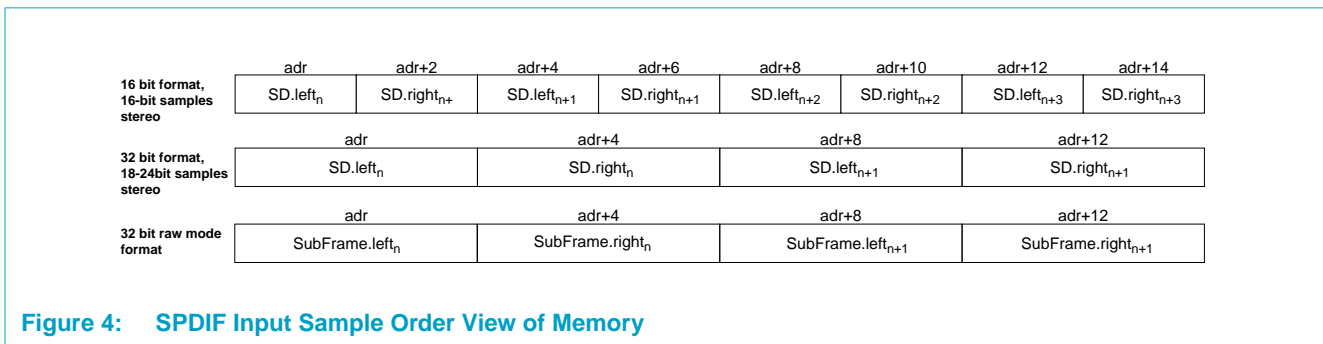 adr adr+2 adr+4 adr+6 adr+8 adr+10 adr+12 adr+14
16 bit format,
16-bit samples
stereo
SD.leftn SD.rightn+ SD.leftn+1 SD.rightn+1 SD.leftn+2 SD.rightn+2 SD.leftn+3 SD.rightn+3
adr adr+4 adr+8 adr+12
32 bit format,
18-24bit samples
stereo
SD.leftn SD.rightn SD.leftn+1 SD.rightn+1
adr adr+4 adr+8 adr+12
32 bit raw mode
format
SubFrame.leftn SubFrame.rightn SubFrame.leftn+1 SubFrame.rightn+1
Figure 4: SPDIF Input Sample Order View of Memory